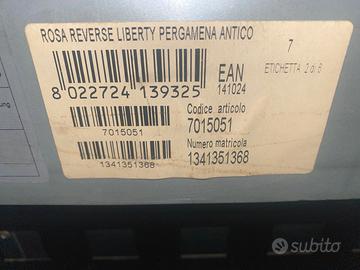 ROSA REVERSE LIBERTY PERGAMENA ANTICO
7
ETICHETTA 2 di 6
8 022724 139325
EAN
141024
Codice articolo
7015051
7015051
Numero matricola
1341351368
1341351368
subito